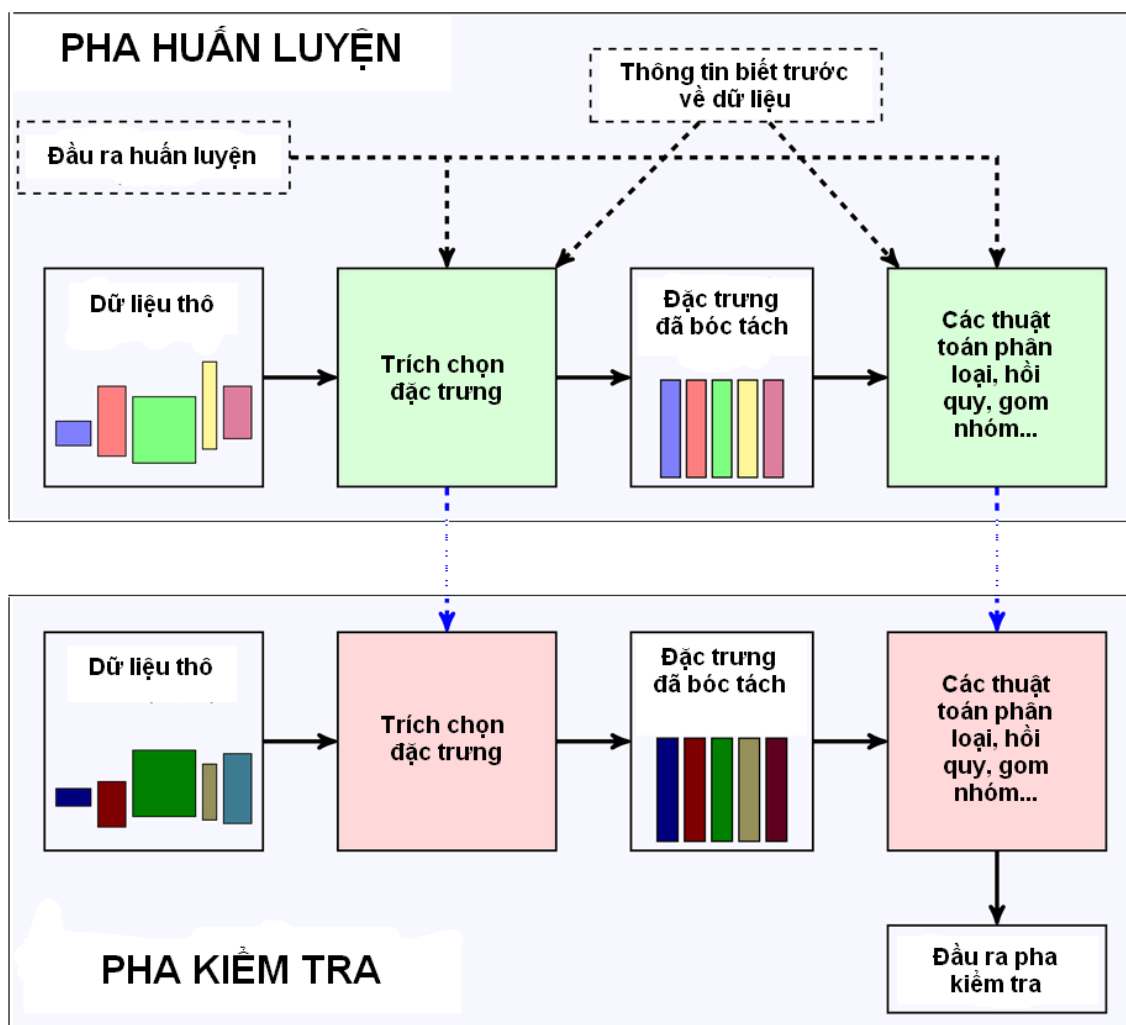 PHA HUẤN LUYỆN
Thông tin biết trước
về dữ liệu
Đầu ra huấn luyện
Dữ liệu thô
Trích chọn
đặc trưng
Đặc trưng
đã bóc tách
Các thuật
toán phân
loại, hồi
quy, gom
nhóm...
Dữ liệu thô
Trích chọn
đặc trưng
Đặc trưng
đã bóc tách
Các thuật
toán phân
loại, hồi
quy, gom
nhóm...
PHA KIỂM TRA
Đầu ra pha
kiểm tra